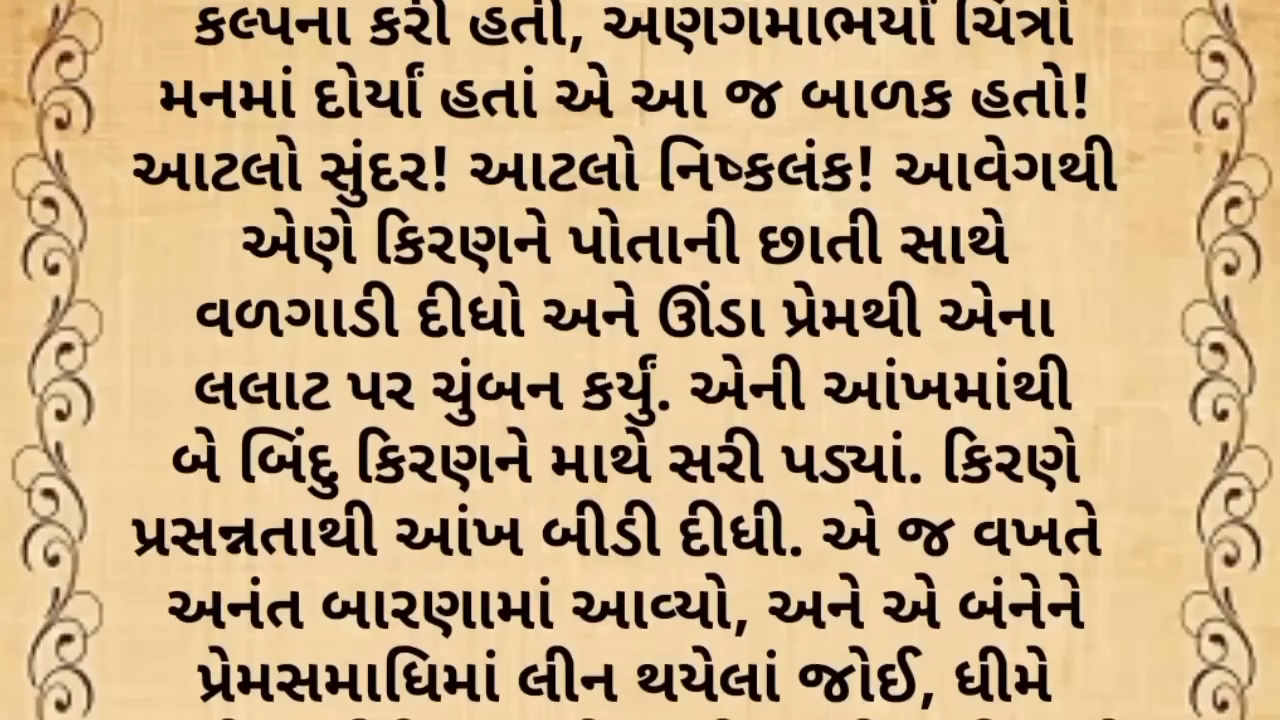 કલ્પના કરી હતી, અણગમાભર્યાં ચિત્રો
મનમાં દોર્યાં હતાં એ આ જ બાળક હતો!
આટલો સુંદર! આટલો નિષ્કલંક! આવેગથી
એણે કિરણને પોતાની છાતી સાથે
વળગાડી દીધો અને ઊંડા પ્રેમથી એના
લલાટ પર ચુંબન કર્યું. એની આંખમાંથી
બે બિંદુ કિરણને માથે સરી પડ્યાં. કિરણે
પ્રસન્નતાથી આંખ બીડી દીધી. એ જ વખતે
અનંત બારણામાં આવ્યો, અને એ બંનેને
પ્રેમસમાધિમાં લીન થયેલાં જોઈ, ધીમે